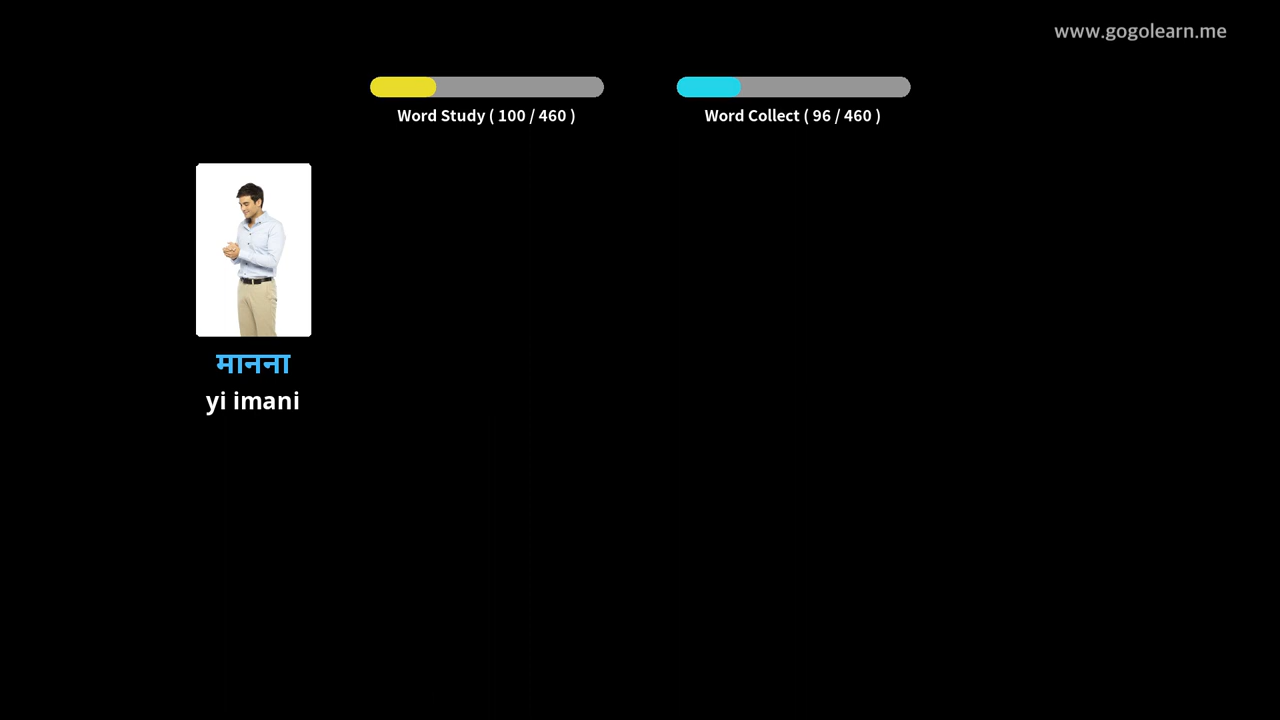 www.gogolearn.me
Word Study ( 100 / 460 )
Word Collect ( 96 / 460 )
मानना
yi imani